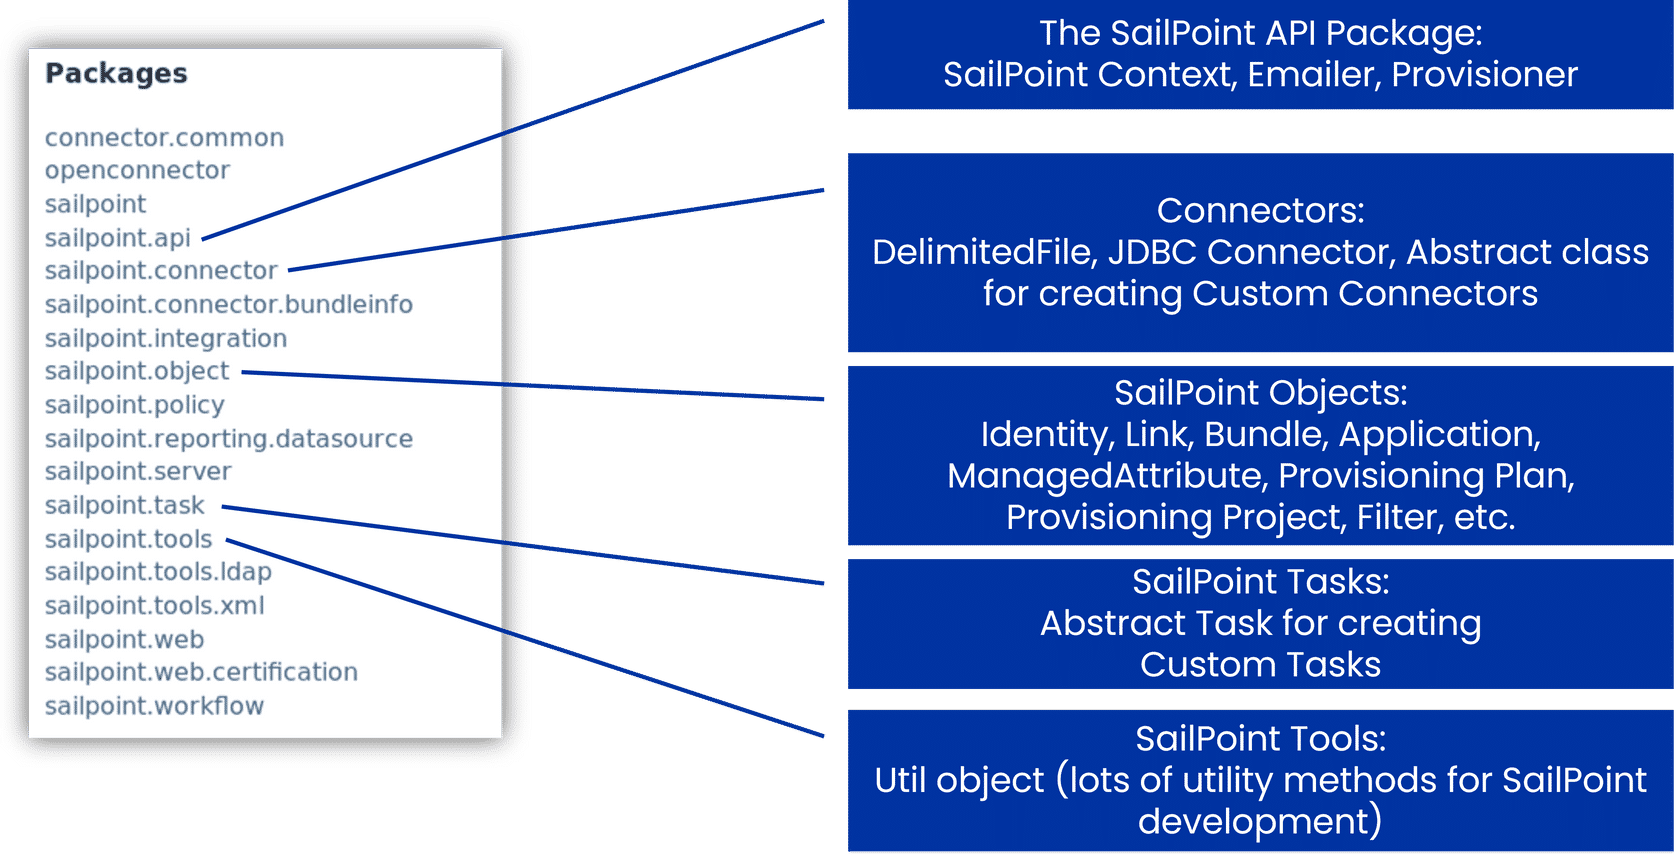 Packages
connector.common
openconnector
sailpoint
sailpoint.api
sailpoint.connector
sailpoint.connector.bundleinfo
sailpoint.integration
sailpoint.object
sailpoint.policy
sailpoint.reporting.datasource
sailpoint.server
sailpoint.task
sailpoint.tools
sailpoint.tools.ldap
sailpoint.tools.xml
sailpoint.web
sailpoint.web.certification
sailpoint.workflow
The SailPoint API Package:
SailPoint Context, Emailer, Provisioner
Connectors:
DelimitedFile, JDBC Connector, Abstract class
for creating Custom Connectors
SailPoint Objects:
Identity, Link, Bundle, Application,
ManagedAttribute, Provisioning Plan,
Provisioning Project, Filter, etc.
SailPoint Tasks:
Abstract Task for creating
Custom Tasks
SailPoint Tools:
Util object (lots of utility methods for SailPoint
development)